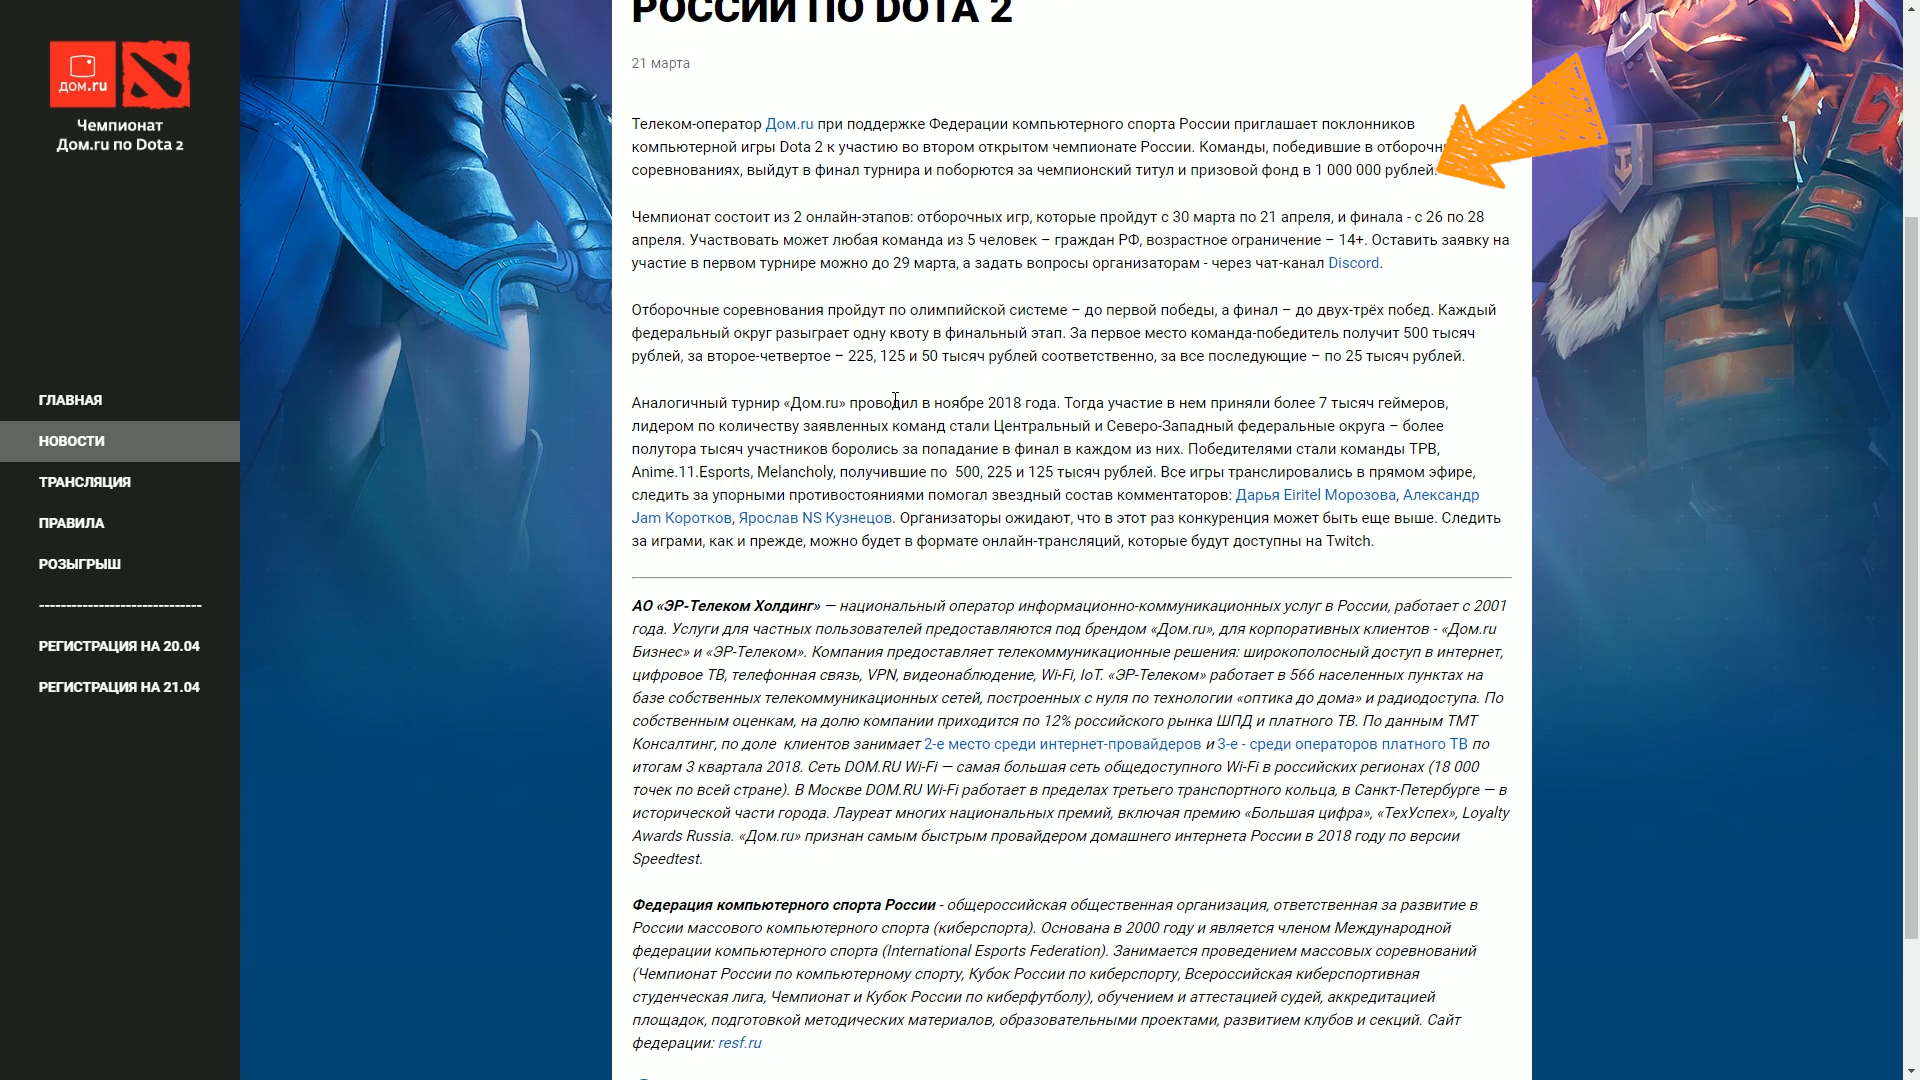 дом.ru
Чемпионат
Дом.ru по Dota 2
ГЛАВНАЯ
НОВОСТИ
ТРАНСЛЯЦИЯ
ПРАВИЛА
РОЗЫГРЫШ
------------------------------
РЕГИСТРАЦИЯ НА 20.04
РЕГИСТРАЦИЯ НА 21.04
РОССИИ ПО DOTA 2
21 марта
Телеком-оператор Дом.ru при поддержке Федерации компьютерного спорта России приглашает поклонников
компьютерной игры Dota 2 к участию во втором открытом чемпионате России. Команды, победившие в
соревнованиях, выйдут в финал турнира и поборются за чемпионский титул и призовой фонд в 1 000 000 рублей.
Чемпионат состоит из 2 онлайн-этапов: отборочных игр, которые пройдут с 30 марта по 21 апреля, и финала - с 26 по 28
апреля. Участвовать может любая команда из 5 человек – граждан РФ, возрастное ограничение – 14+. Оставить заявку на
участие в первом турнире можно до 29 марта, а задать вопросы организаторам - через чат-канал Discord.
Отборочные соревнования пройдут по олимпийской системе – до первой победы, а финал – до двух-трёх побед. Каждый
федеральный округ разыграет одну квоту в финальный этап. За первое место команда-победитель получит 500 тысяч
рублей, за второе-четвертое – 225, 125 и 50 тысяч рублей соответственно, за все последующие – по 25 тысяч рублей.
Аналогичный турнир «Дом.ru» проводил в ноябре 2018 года. Тогда участие в нем приняли более 7 тысяч геймеров,
лидером по количеству заявленных команд стали Центральный и Северо-Западный федеральные округа – более
полутора тысяч участников боролись за попадание в финал в каждом из них. Победителями стали команды ТРВ,
Anime.11.Esports, Melancholy, получившие по  500, 225 и 125 тысяч рублей. Все игры транслировались в прямом эфире,
следить за упорными противостояниями помогал звездный состав комментаторов: Дарья Eiritel Морозова, Александр
Jam Коротков, Ярослав NS Кузнецов. Организаторы ожидают, что в этот раз конкуренция может быть еще выше. Следить
за играми, как и прежде, можно будет в формате онлайн-трансляций, которые будут доступны на Twitch.
АО «ЭР-Телеком Холдинг» — национальный оператор информационно-коммуникационных услуг в России, работает с 2001
года. Услуги для частных пользователей предоставляются под брендом «Дом.ru», для корпоративных клиентов - «Дом.ru
Бизнес» и «ЭР-Телеком». Компания предоставляет телекоммуникационные решения: широкополосный доступ в интернет,
цифровое ТВ, телефонная связь, VPN, видеонаблюдение, Wi-Fi, IoT. «ЭР-Телеком» работает в 566 населенных пунктах на
базе собственных телекоммуникационных сетей, построенных с нуля по технологии «оптика до дома» и радиодоступа. По
собственным оценкам, на долю компании приходится по 12% российского рынка ШПД и платного ТВ. По данным ТМТ
Консалтинг, по доле  клиентов занимает 2-е место среди интернет-провайдеров и 3-е - среди операторов платного ТВ по
итогам 3 квартала 2018. Сеть DOM.RU Wi-Fi — самая большая сеть общедоступного Wi-Fi в российских регионах (18 000
точек по всей стране). В Москве DOM.RU Wi-Fi работает в пределах третьего транспортного кольца, в Санкт-Петербурге — в
исторической части города. Лауреат многих национальных премий, включая премию «Большая цифра», «ТехУспех», Loyalty
Awards Russia. «Дом.ru» признан самым быстрым провайдером домашнего интернета России в 2018 году по версии
Speedtest.
Федерация компьютерного спорта России - общероссийская общественная организация, ответственная за развитие в
России массового компьютерного спорта (киберспорта). Основана в 2000 году и является членом Международной
федерации компьютерного спорта (International Esports Federation). Занимается проведением массовых соревнований
(Чемпионат России по компьютерному спорту, Кубок России по киберспорту, Всероссийская киберспортивная
студенческая лига, Чемпионат и Кубок России по киберфутболу), обучением и аттестацией судей, аккредитацией
площадок, подготовкой методических материалов, образовательными проектами, развитием клубов и секций. Сайт
федерации: resf.ru